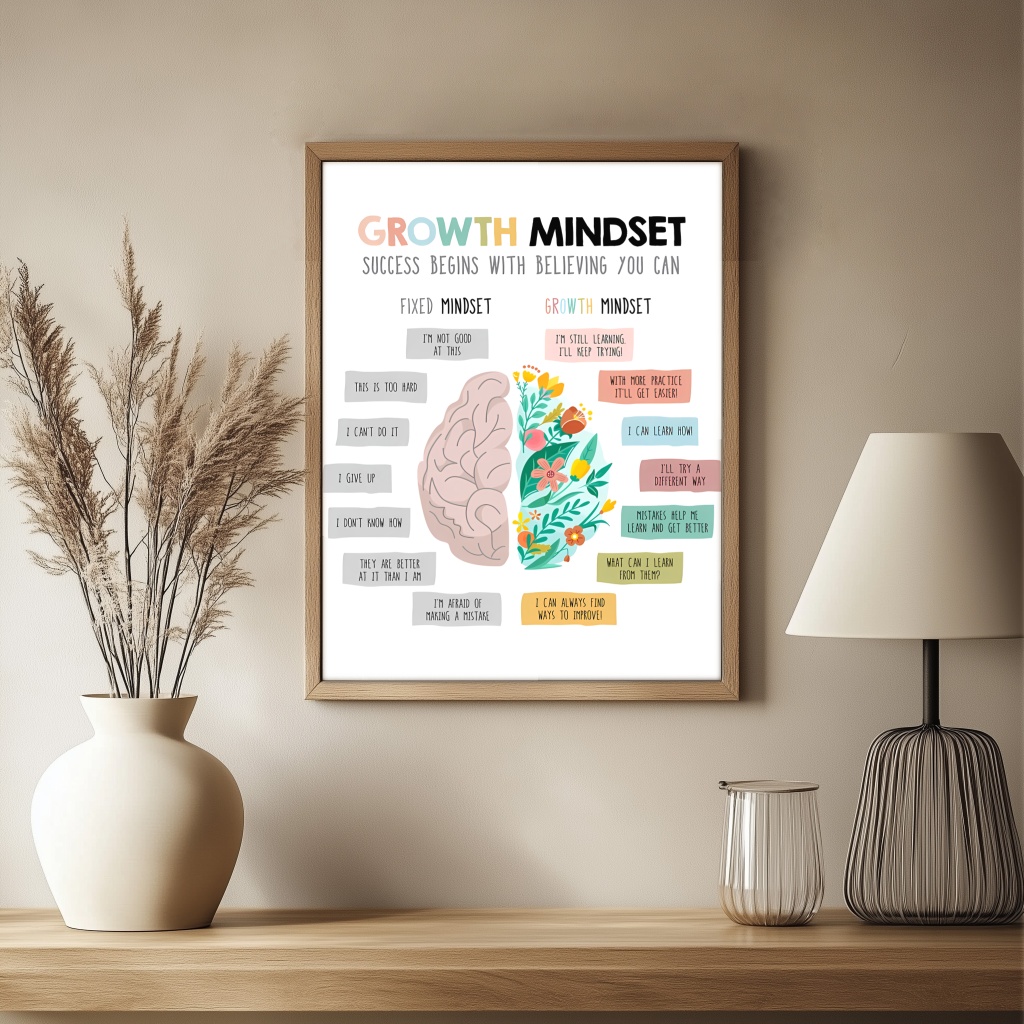 GROWTH MINDSET
SUCCESS BEGINS WITH BELIEVING YOU CAN
FIXED MINDSET
I'M NOT GOOD
AT THIS
THIS IS TOO HARD
I CAN'T DO IT
I GIVE UP
I DON'T KNOW HOW
THEY ARE BETTER
AT IT THAN I AM
I'M AFRAID OF
MAKING A MISTAKE
GROWTH MINDSET
I'M STILL LEARNING.
I'LL KEEP TRYING!
WITH MORE PRACTICE
IT'LL GET EASIER!
I CAN LEARN HOW!
I'LL TRY A
DIFFERENT WAY
MISTAKES HELP ME
LEARN AND GET BETTER
WHAT CAN I LEARN
FROM THEM?
I CAN ALWAYS FIND
WAYS TO IMPROVE!